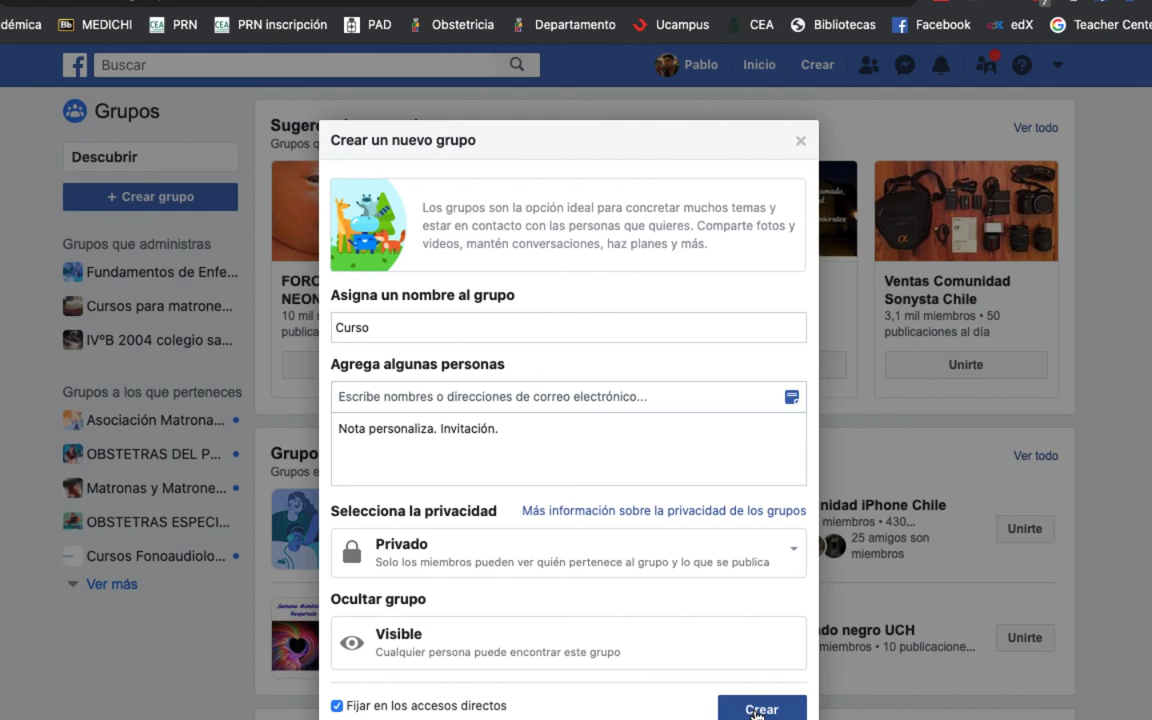 démica MEDICHI PRN PRN inscripción PAD Obstetricia Departamento Ucampus CEA Bibliotecas Facebook edX Teacher Cente
Buscar Pablo Inicio Crear
Grupos
Descubrir
+ Crear grupo
Grupos que administras
Fundamentos de Enfe...
Cursos para matrone...
IVºB 2004 colegio sa...
Grupos a los que perteneces
Asociación Matrona...
OBSTETRAS DEL P...
Matronas y Matrone...
OBSTETRAS ESPECI...
Cursos Fonoaudiolo...
Ver más
Suger
Ver todo
Grupos q
FORO
NEON
10 mil
publica
Crear un nuevo grupo
Los grupos son la opción ideal para concretar muchos temas y
estar en contacto con las personas que quieres. Comparte fotos y
videos, mantén conversaciones, haz planes y más.
Asigna un nombre al grupo
Curso
Agrega algunas personas
Escribe nombres o direcciones de correo electrónico...
Nota personaliza. Invitación.
Selecciona la privacidad Más información sobre la privacidad de los grupos
Privado
Solo los miembros pueden ver quién pertenece al grupo y lo que se publica
Ocultar grupo
Visible
Cualquier persona puede encontrar este grupo
Fijar en los accesos directos
Crear
Ventas Comunidad
Sonysta Chile
3,1 mil miembros • 50
publicaciones al día
Unirte
Grupo
Ver todo
Grupos e
nidad iPhone Chile
miembros • 430...
25 amigos son
miembros
Unirte
do negro UCH
miembros • 10 publicacione...
Unirte